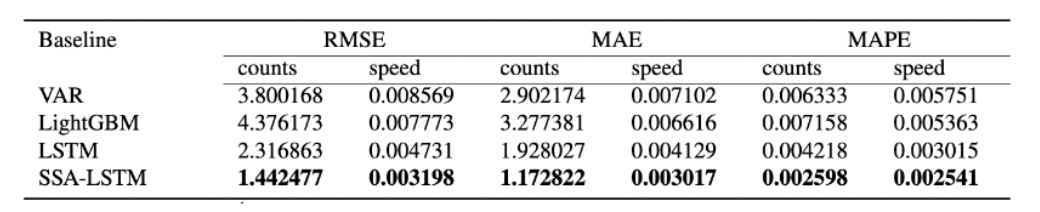 Baseline RMSE MAE MAPE
counts speed counts speed counts speed
VAR 3.800168 0.008569 2.902174 0.007102 0.006333 0.005751
LightGBM 4.376173 0.007773 3.277381 0.006616 0.007158 0.005363
LSTM 2.316863 0.004731 1.928027 0.004129 0.004218 0.003015
SSA-LSTM 1.442477 0.003198 1.172822 0.003017 0.002598 0.002541